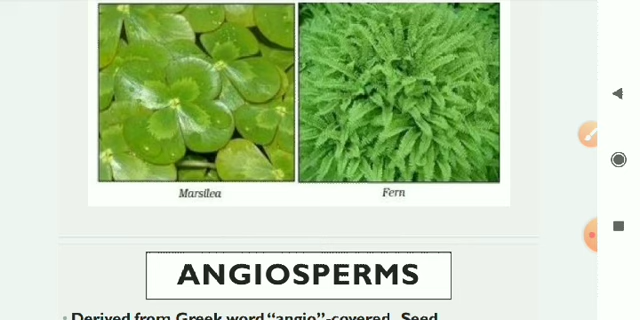 Marsilea
Fern
ANGIOSPERMS
• Derived from Greek word "angio"-covered, Seed